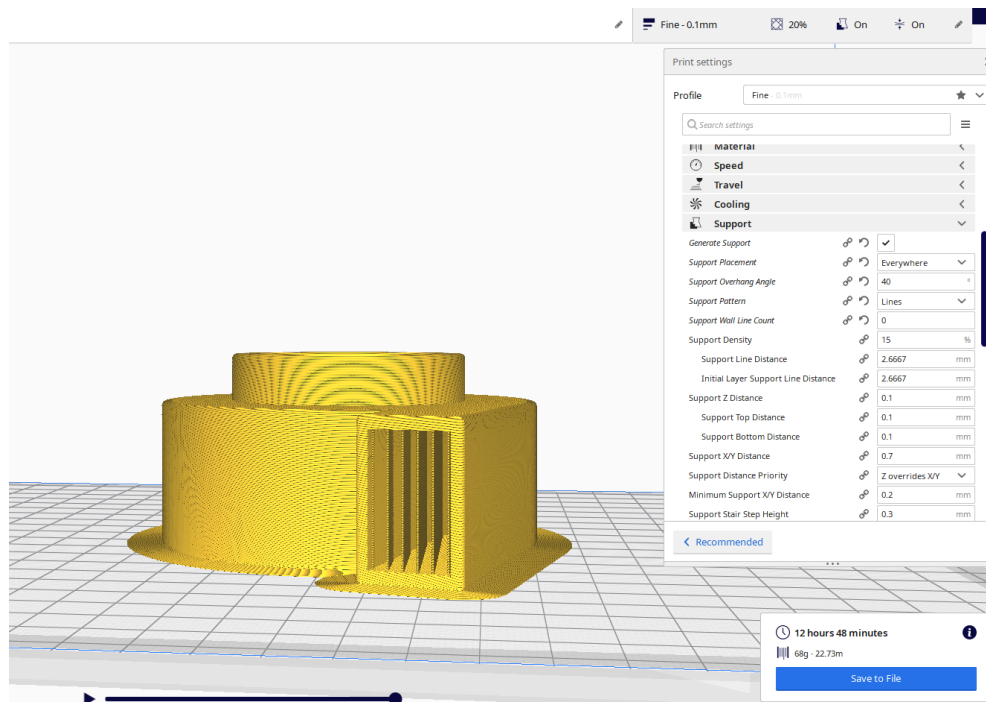 Fine - 0.1mm 20% On On
Print settings
Profile Fine - 0.1mm
Search settings
Material
Speed
Travel
Cooling
Support
Generate Support
Support Placement Everywhere
Support Overhang Angle 40 °
Support Pattern Lines
Support Wall Line Count 0
Support Density 15 %
Support Line Distance 2.6667 mm
Initial Layer Support Line Distance 2.6667 mm
Support Z Distance 0.1 mm
Support Top Distance 0.1 mm
Support Bottom Distance 0.1 mm
Support X/Y Distance 0.7 mm
Support Distance Priority Z overrides X/Y
Minimum Support X/Y Distance 0.2 mm
Support Stair Step Height 0.3 mm
Recommended
12 hours 48 minutes
68g · 22.73m
Save to File